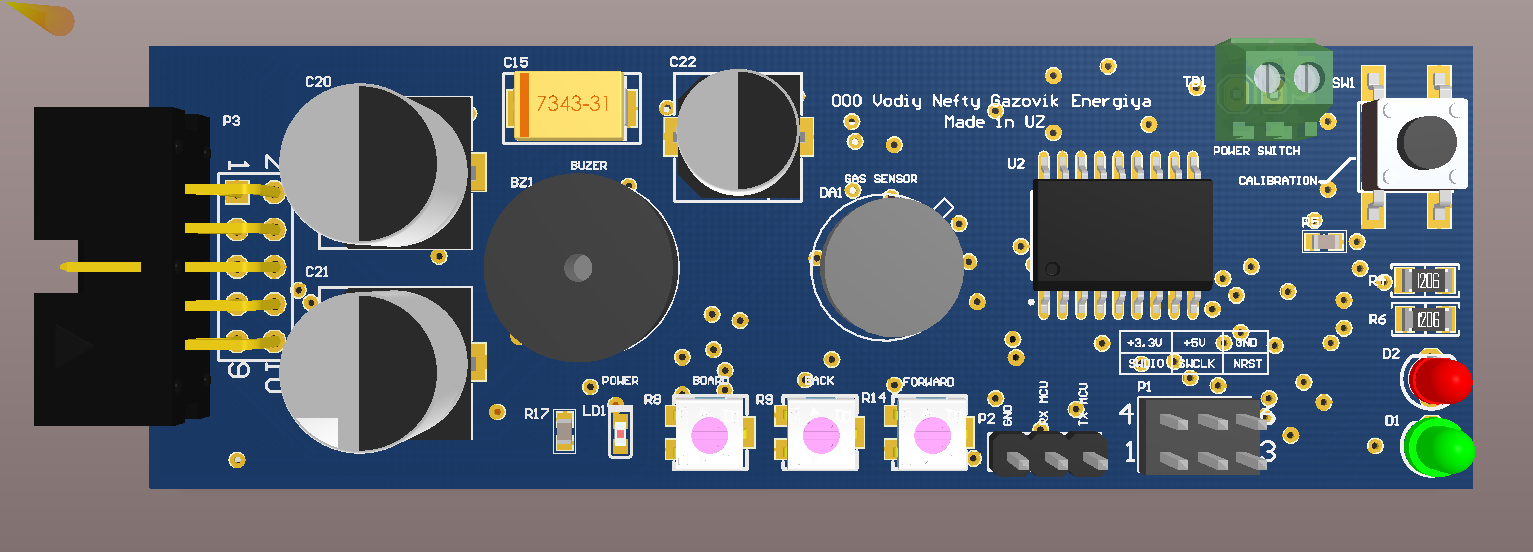 C20
C15
C22
7343-31
OOO Vodiy Nefty Gazovik Energiya
Made in UZ
TB1
SW1
POWER SWITCH
CALIBRATION
P3
1
2
9
10
BUZER
BZ1
GAS SENSOR
DA1
U2
R5
R4
1206
R6
1206
C21
+3.3V +5V GND
SWDIO SWCLK NRST
D2
D1
POWER
LD1
R17
BOARD
R8
BACK
R9
FORWARD
R14
P2
GND
RX MCU
TX MCU
P1
4
1
3